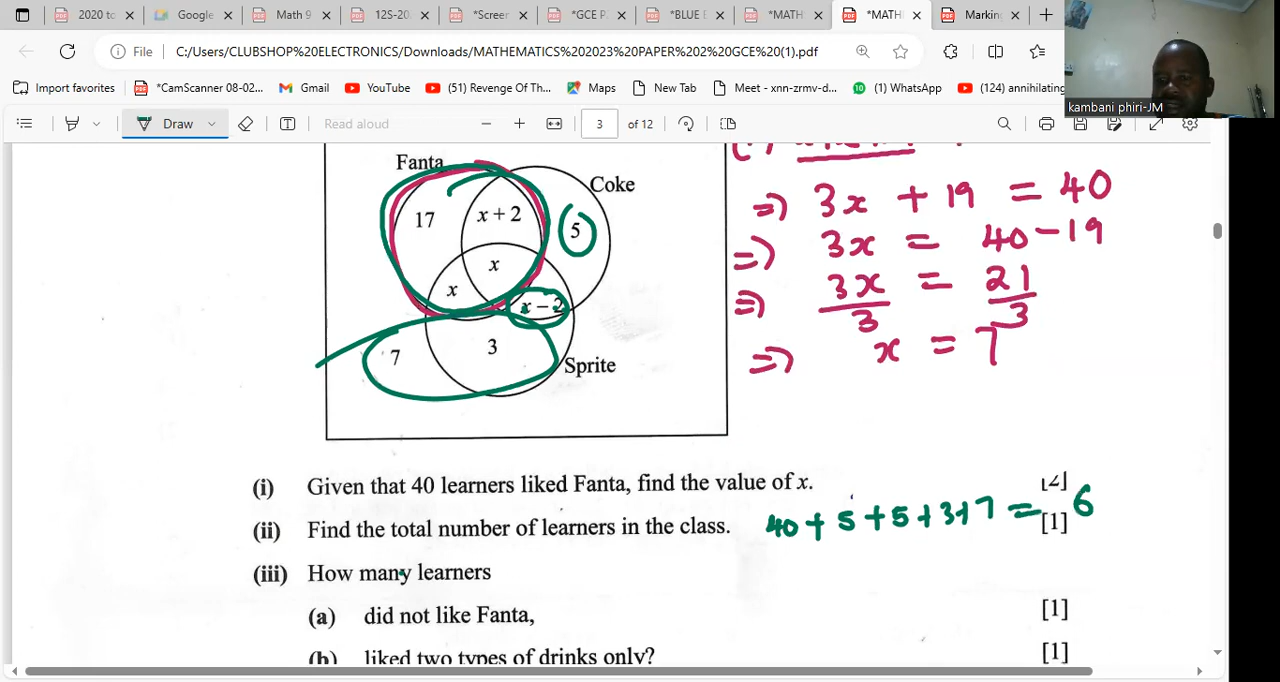 2020 to
Google
Math 9
12S-20
*Screer
*GCE P
*BLUE E
*MATH
*MATH
Markin
File C:/Users/CLUBSHOP%20ELECTRONICS/Downloads/MATHEMATICS%202023%20PAPER%202%20GCE%20(1).pdf
Import favorites
*CamScanner 08-02...
Gmail
YouTube
(51) Revenge Of Th...
Maps
New Tab
Meet - xnn-zrmv-d...
(1) WhatsApp
(124) annihilating
kambani phiri-JM
Draw
Read aloud
3 of 12
Fanta
Coke
17
x + 2
5
x
x
x – 2
7
3
Sprite
=> 3x + 19 = 40
=> 3x = 40 - 19
=> 3x/3 = 21/3
=> x = 7
(i) Given that 40 learners liked Fanta, find the value of x.
(ii) Find the total number of learners in the class. [1]
40 + 5 + 5 + 3 + 7 = 6
(iii) How many learners
(a) did not like Fanta, [1]
(b) liked two types of drinks only? [1]